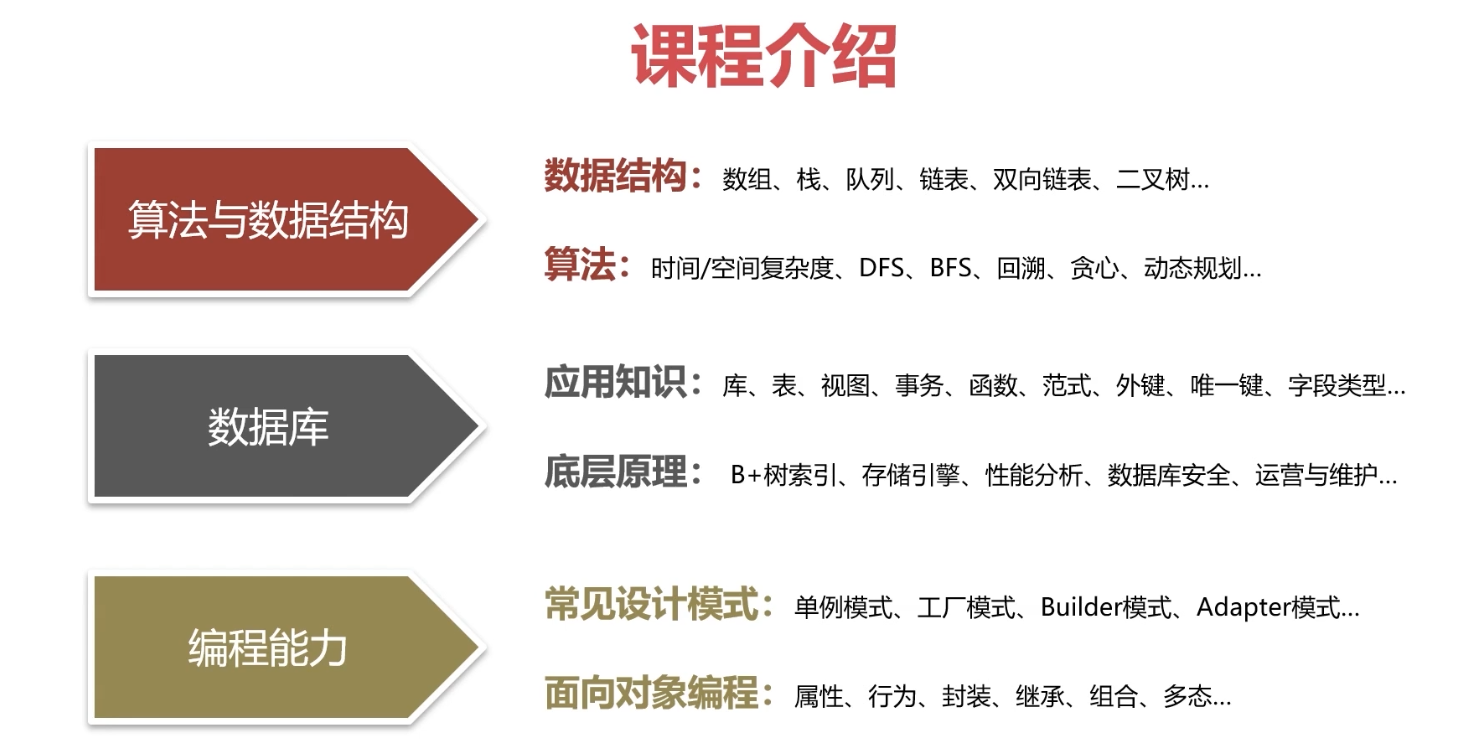 课程介绍
算法与数据结构
数据结构：数组、栈、队列、链表、双向链表、二叉树...
算法：时间/空间复杂度、DFS、BFS、回溯、贪心、动态规划...
数据库
应用知识：库、表、视图、事务、函数、范式、外键、唯一键、字段类型...
底层原理：B+树索引、存储引擎、性能分析、数据库安全、运营与维护...
编程能力
常见设计模式：单例模式、工厂模式、Builder模式、Adapter模式...
面向对象编程：属性、行为、封装、继承、组合、多态...